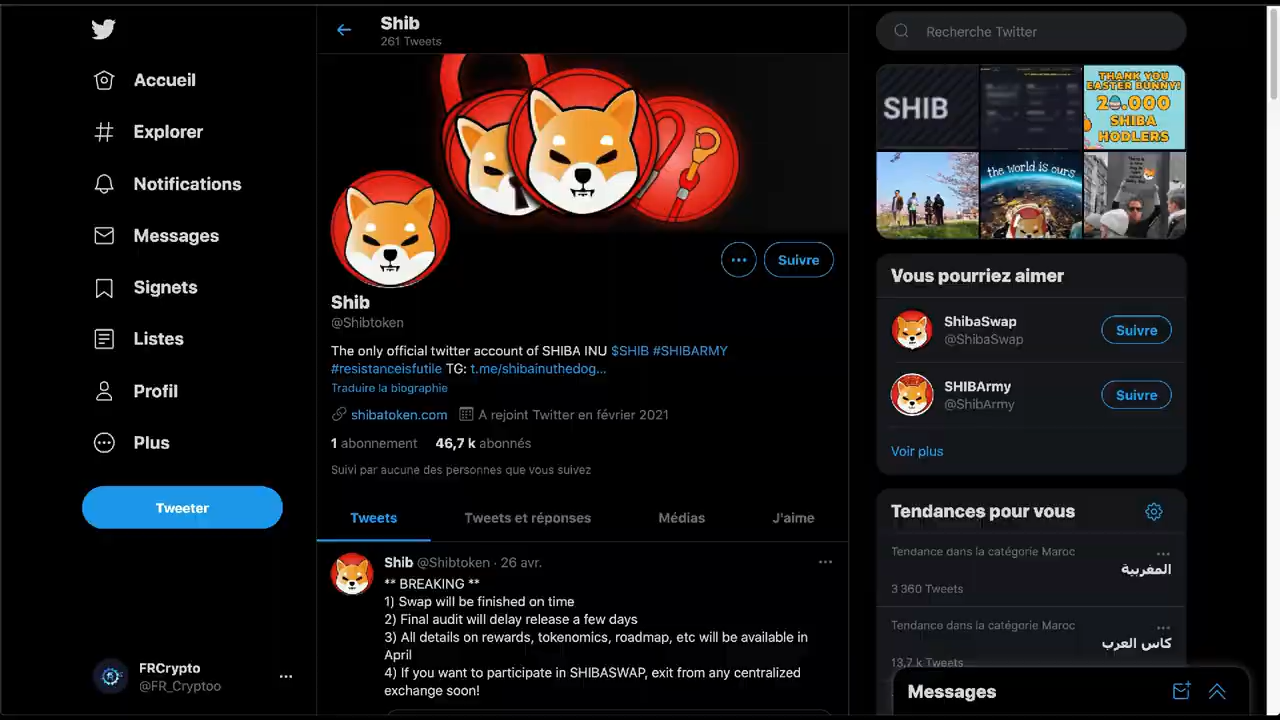 Accueil
Explorer
Notifications
Messages
Signets
Listes
Profil
Plus
Tweeter
FRCrypto
@FR_Cryptoo
Shib
261 Tweets
Suivre
Shib
@Shibtoken
The only official twitter account of SHIBA INU $SHIB #SHIBARMY
#resistanceisfutile TG: t.me/shibainuthedog...
Traduire la biographie
shibatoken.com A rejoint Twitter en février 2021
1 abonnement 46,7 k abonnés
Suivi par aucune des personnes que vous suivez
Tweets Tweets et réponses Médias J'aime
Shib @Shibtoken · 26 avr.
** BREAKING **
1) Swap will be finished on time
2) Final audit will delay release a few days
3) All details on rewards, tokenomics, roadmap, etc will be available in
April
4) If you want to participate in SHIBASWAP, exit from any centralized
exchange soon!
Recherche Twitter
SHIB
THANK YOU
EASTER BUNNY!
SHIBA
HODLERS
the world is ours
Vous pourriez aimer
ShibaSwap
@ShibaSwap
Suivre
SHIBArmy
@ShibArmy
Suivre
Voir plus
Tendances pour vous
Tendance dans la catégorie Maroc
المغربية
3 360 Tweets
Tendance dans la catégorie Maroc
كاس العرب
13,7 k Tweets
Messages